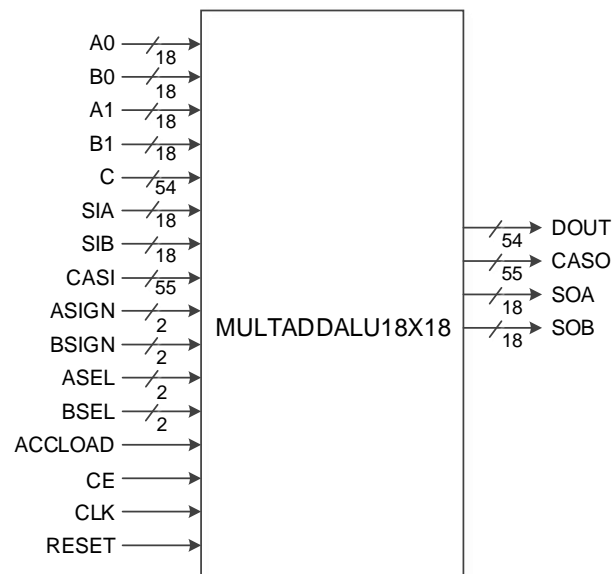 A0
18
B0
18
A1
18
B1
18
C
54
SIA
18
SIB
18
CASI
55
ASIGN
2
BSIGN
2
ASEL
2
BSEL
2
ACCLOAD
CE
CLK
RESET
MULTADDALU18X18
DOUT
54
CASO
55
SOA
18
SOB
18